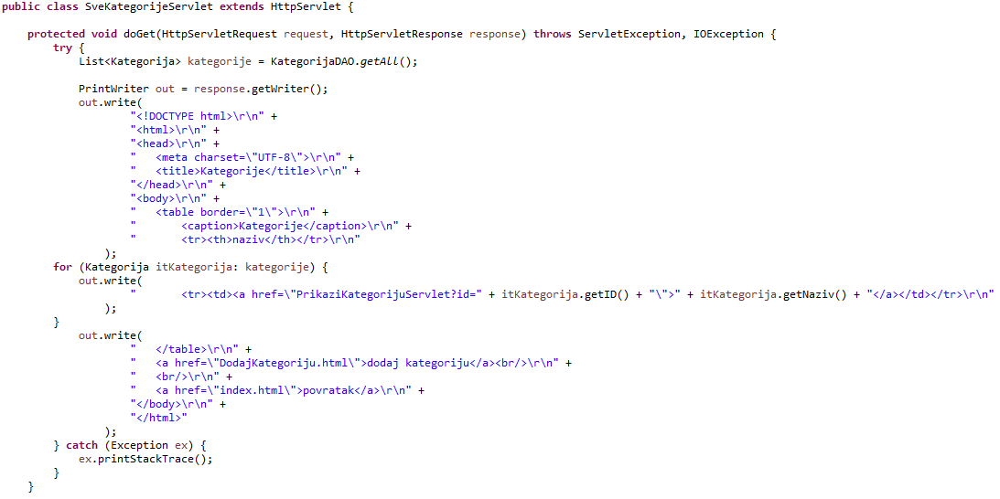 public class SveKategorijeServlet extends HttpServlet {
    protected void doGet(HttpServletRequest request, HttpServletResponse response) throws ServletException, IOException {
        try {
            List<Kategorija> kategorije = KategorijaDAO.getAll();
            PrintWriter out = response.getWriter();
            out.write(
                    "<!DOCTYPE html>\r\n" +
                    "<html>\r\n" +
                    "<head>\r\n" +
                    "   <meta charset=\"UTF-8\">\r\n" +
                    "   <title>Kategorije</title>\r\n" +
                    "</head>\r\n" +
                    "<body>\r\n" +
                    "   <table border=\"1\">\r\n" +
                    "       <caption>Kategorije</caption>\r\n" +
                    "       <tr><th>naziv</th></tr>\r\n"
                );
        for (Kategorija itKategorija: kategorije) {
            out.write(
                    "       <tr><td><a href=\"PrikaziKategorijuServlet?id=" + itKategorija.getID() + "\">" + itKategorija.getNaziv() + "</a></td></tr>\r\n"
                );
        }
            out.write(
                    "   </table>\r\n" +
                    "   <a href=\"DodajKategoriju.html\">dodaj kategoriju</a><br/>\r\n" +
                    "   <br/>\r\n" +
                    "   <a href=\"index.html\">povratak</a>\r\n" +
                    "</body>\r\n" +
                    "</html>"
                );
        } catch (Exception ex) {
            ex.printStackTrace();
        }
    }